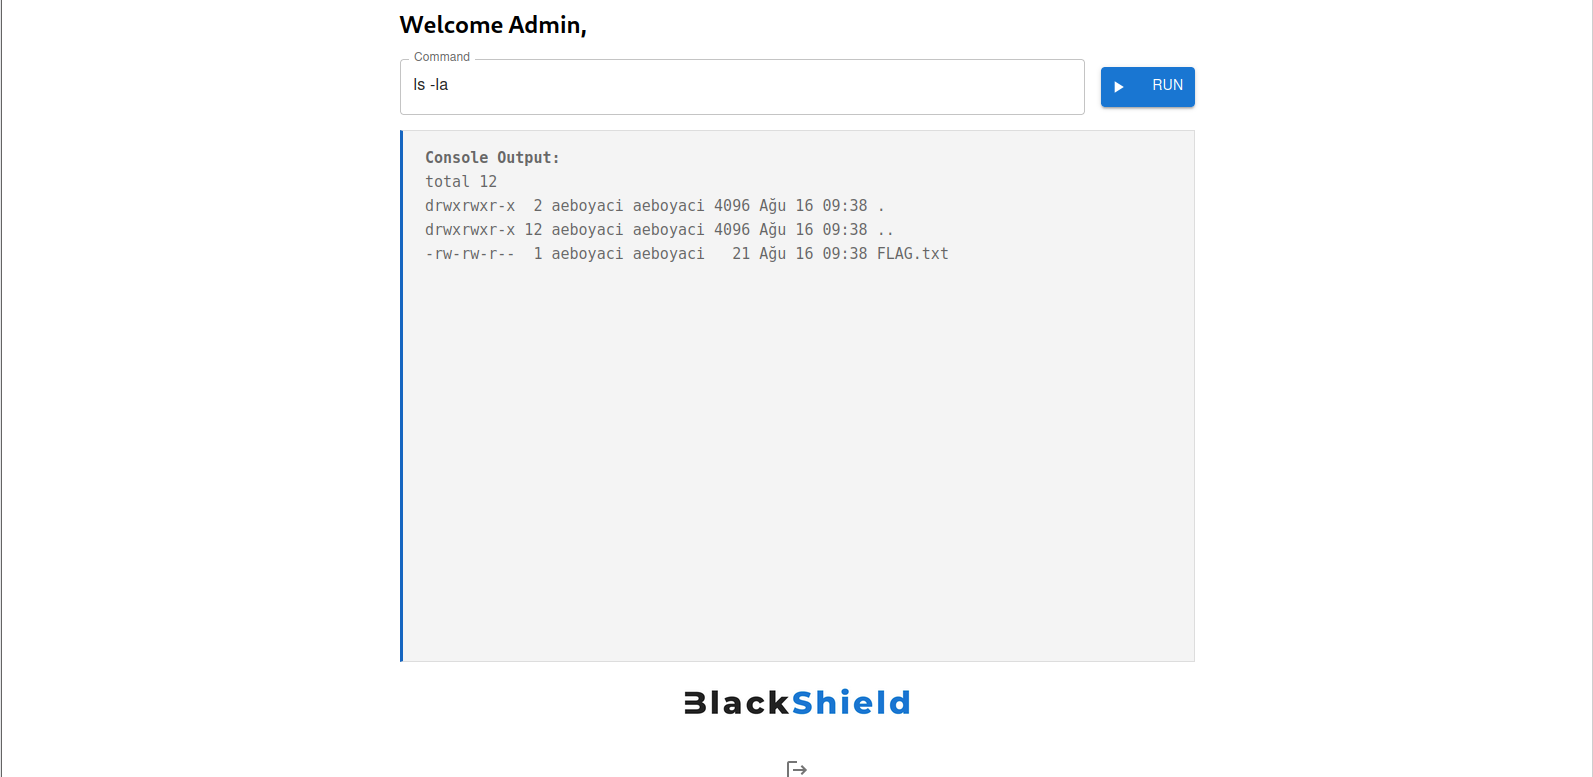 Welcome Admin,
Command
ls -la
RUN
Console Output:
total 12
drwxrwxr-x  2 aeboyaci aeboyaci 4096 Ağu 16 09:38 .
drwxrwxr-x 12 aeboyaci aeboyaci 4096 Ağu 16 09:38 ..
-rw-rw-r--  1 aeboyaci aeboyaci   21 Ağu 16 09:38 FLAG.txt
BlackShield